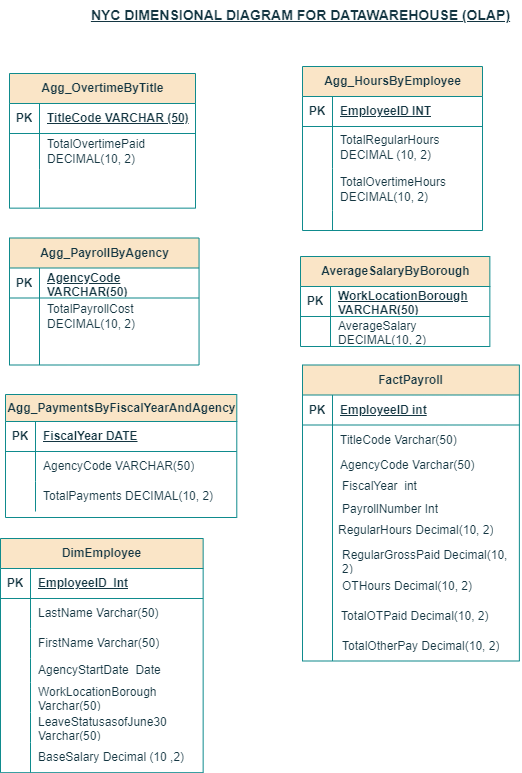 NYC DIMENSIONAL DIAGRAM FOR DATAWAREHOUSE (OLAP)
Agg_OvertimeByTitle
PK TitleCode VARCHAR (50)
TotalOvertimePaid
DECIMAL(10, 2)
Agg_HoursByEmployee
PK EmployeeID INT
TotalRegularHours
DECIMAL (10, 2)
TotalOvertimeHours
DECIMAL(10, 2)
Agg_PayrollByAgency
PK AgencyCode
VARCHAR(50)
TotalPayrollCost
DECIMAL(10, 2)
AverageSalaryByBorough
PK WorkLocationBorough
VARCHAR(50)
AverageSalary
DECIMAL(10, 2)
Agg_PaymentsByFiscalYearAndAgency
PK FiscalYear DATE
AgencyCode VARCHAR(50)
TotalPayments DECIMAL(10, 2)
FactPayroll
PK EmployeeID int
TitleCode Varchar(50)
AgencyCode Varchar(50)
FiscalYear int
PayrollNumber Int
RegularHours Decimal(10, 2)
RegularGrossPaid Decimal(10,
2)
OTHours Decimal(10, 2)
TotalOTPaid Decimal(10, 2)
TotalOtherPay Decimal(10, 2)
DimEmployee
PK EmployeeID Int
LastName Varchar(50)
FirstName Varchar(50)
AgencyStartDate Date
WorkLocationBorough
Varchar(50)
LeaveStatusasofJune30
Varchar(50)
BaseSalary Decimal (10 ,2)